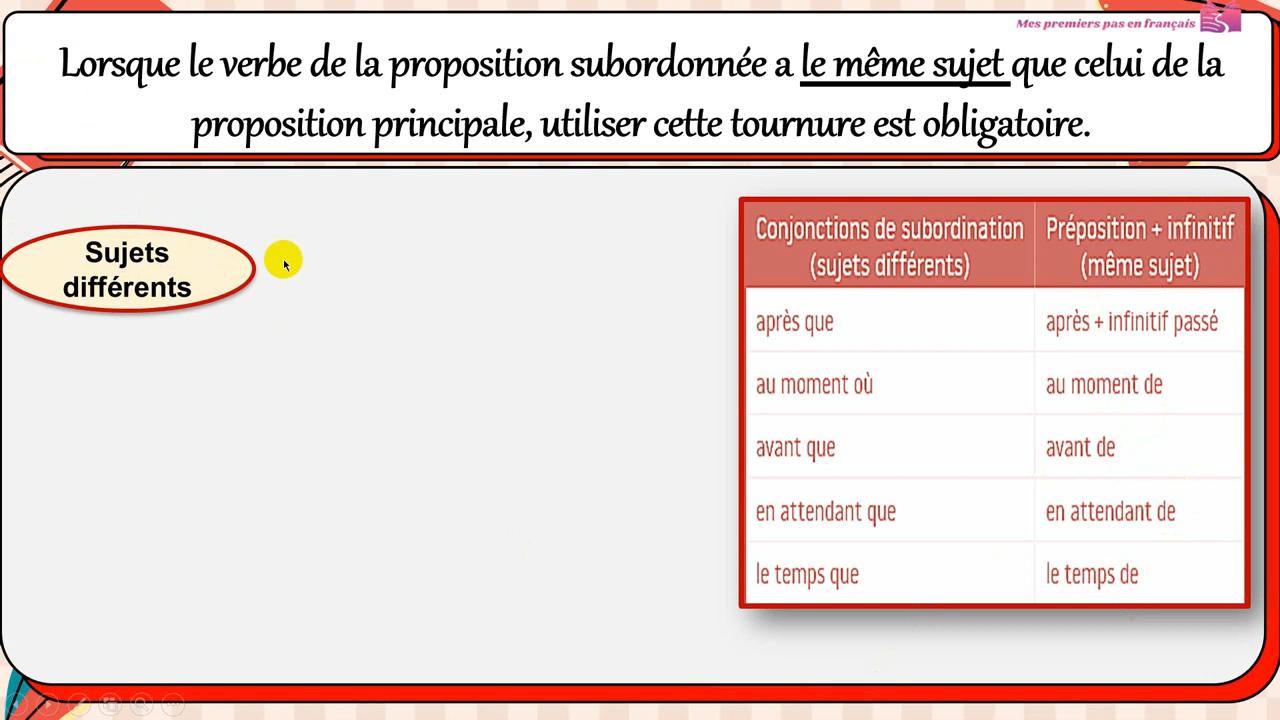 Mes premiers pas en français
Lorsque le verbe de la proposition subordonnée a le même sujet que celui de la
proposition principale, utiliser cette tournure est obligatoire.
Sujets
différents
Conjonctions de subordination
(sujets différents)
Préposition + infinitif
(même sujet)
après que
après + infinitif passé
au moment où
au moment de
avant que
avant de
en attendant que
en attendant de
le temps que
le temps de